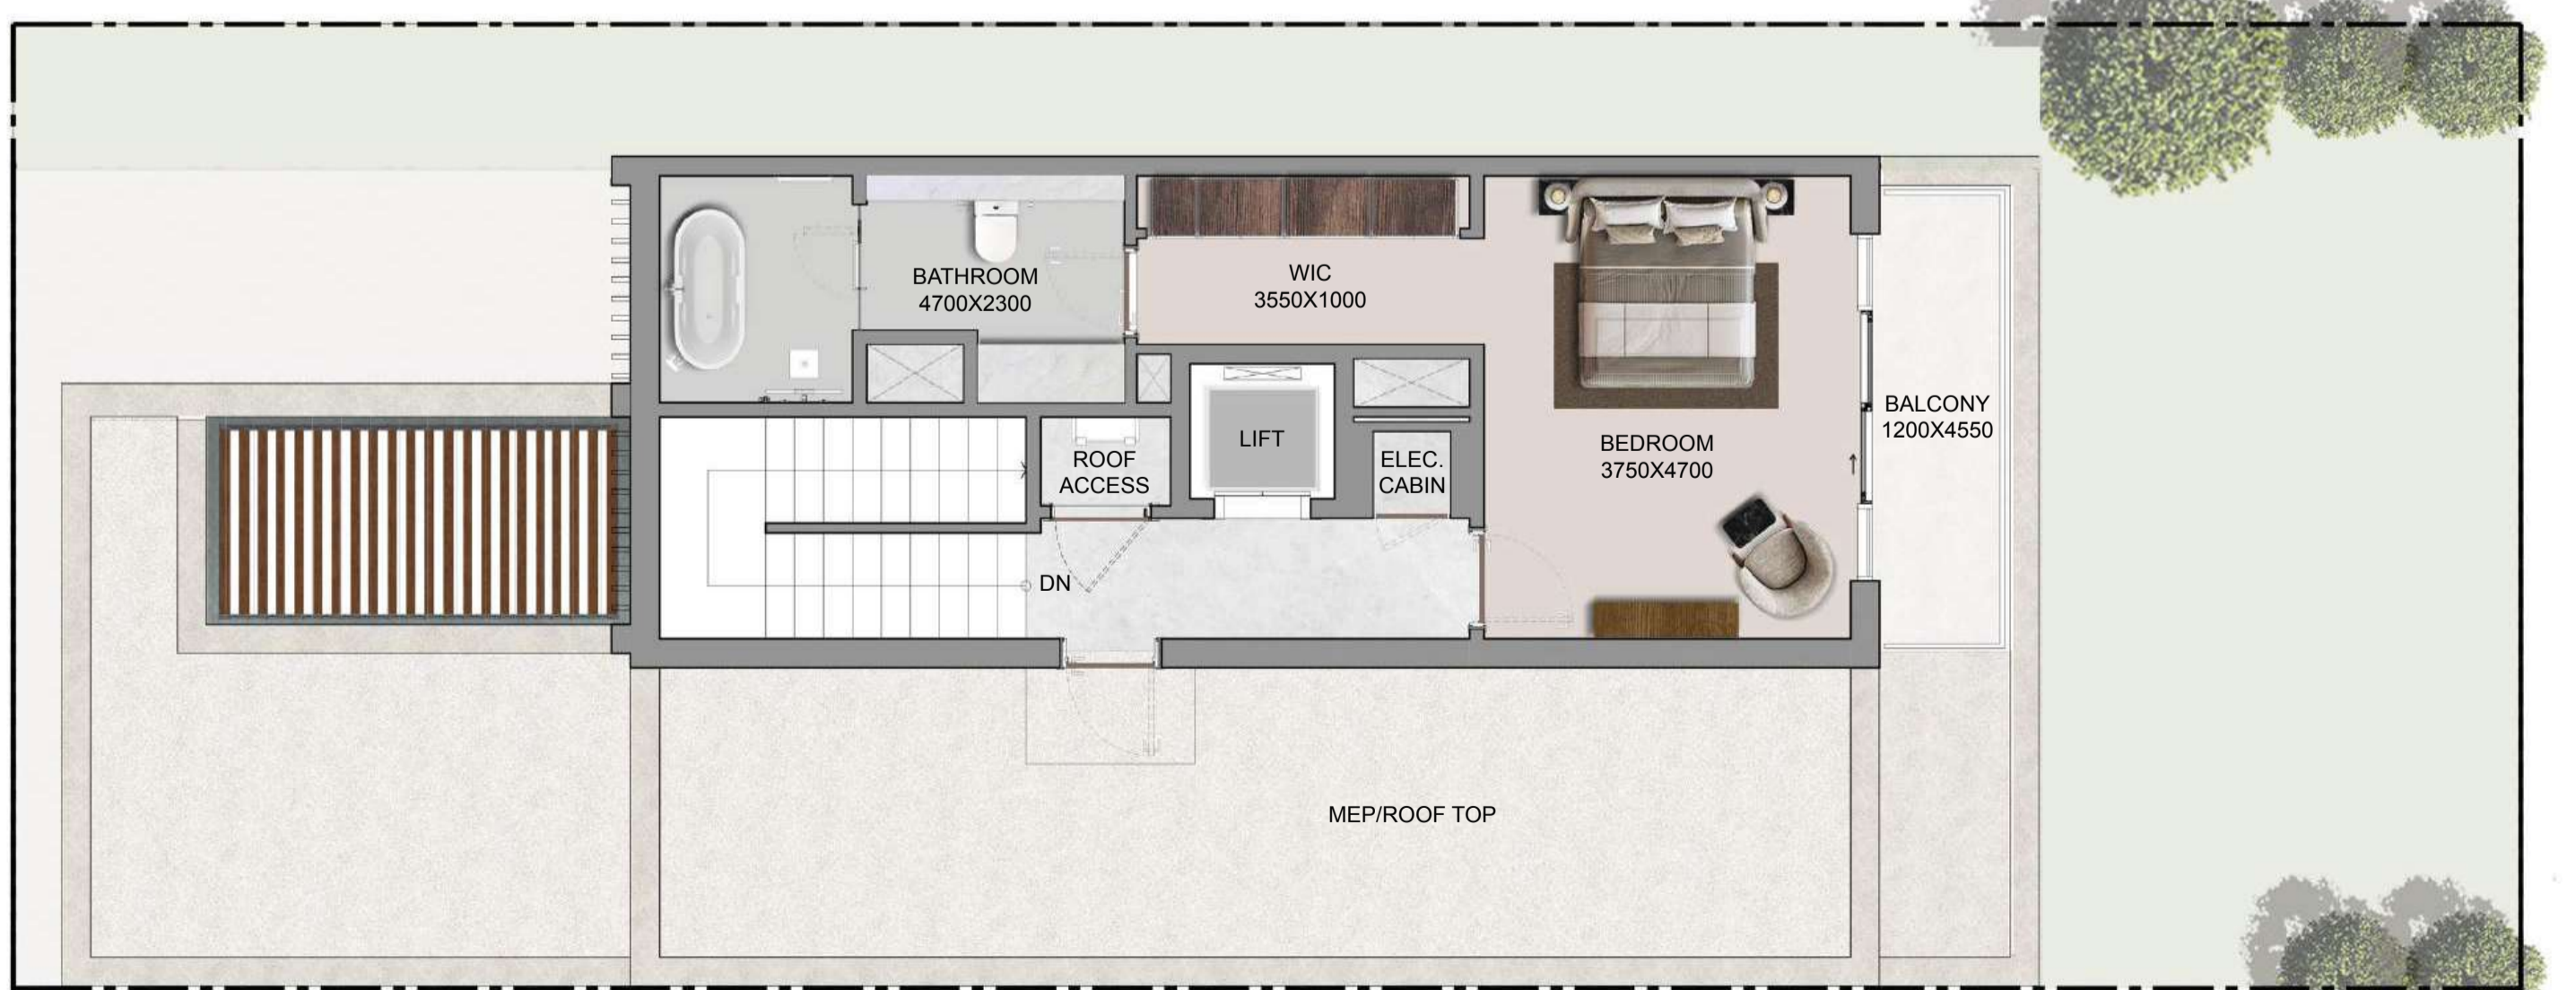 BATHROOM
4700X2300
WIC
3550X1000
BALCONY
1200X4550
BEDROOM
3750X4700
LIFT
ROOF
ACCESS
ELEC.
CABIN
DN
MEP/ROOF TOP